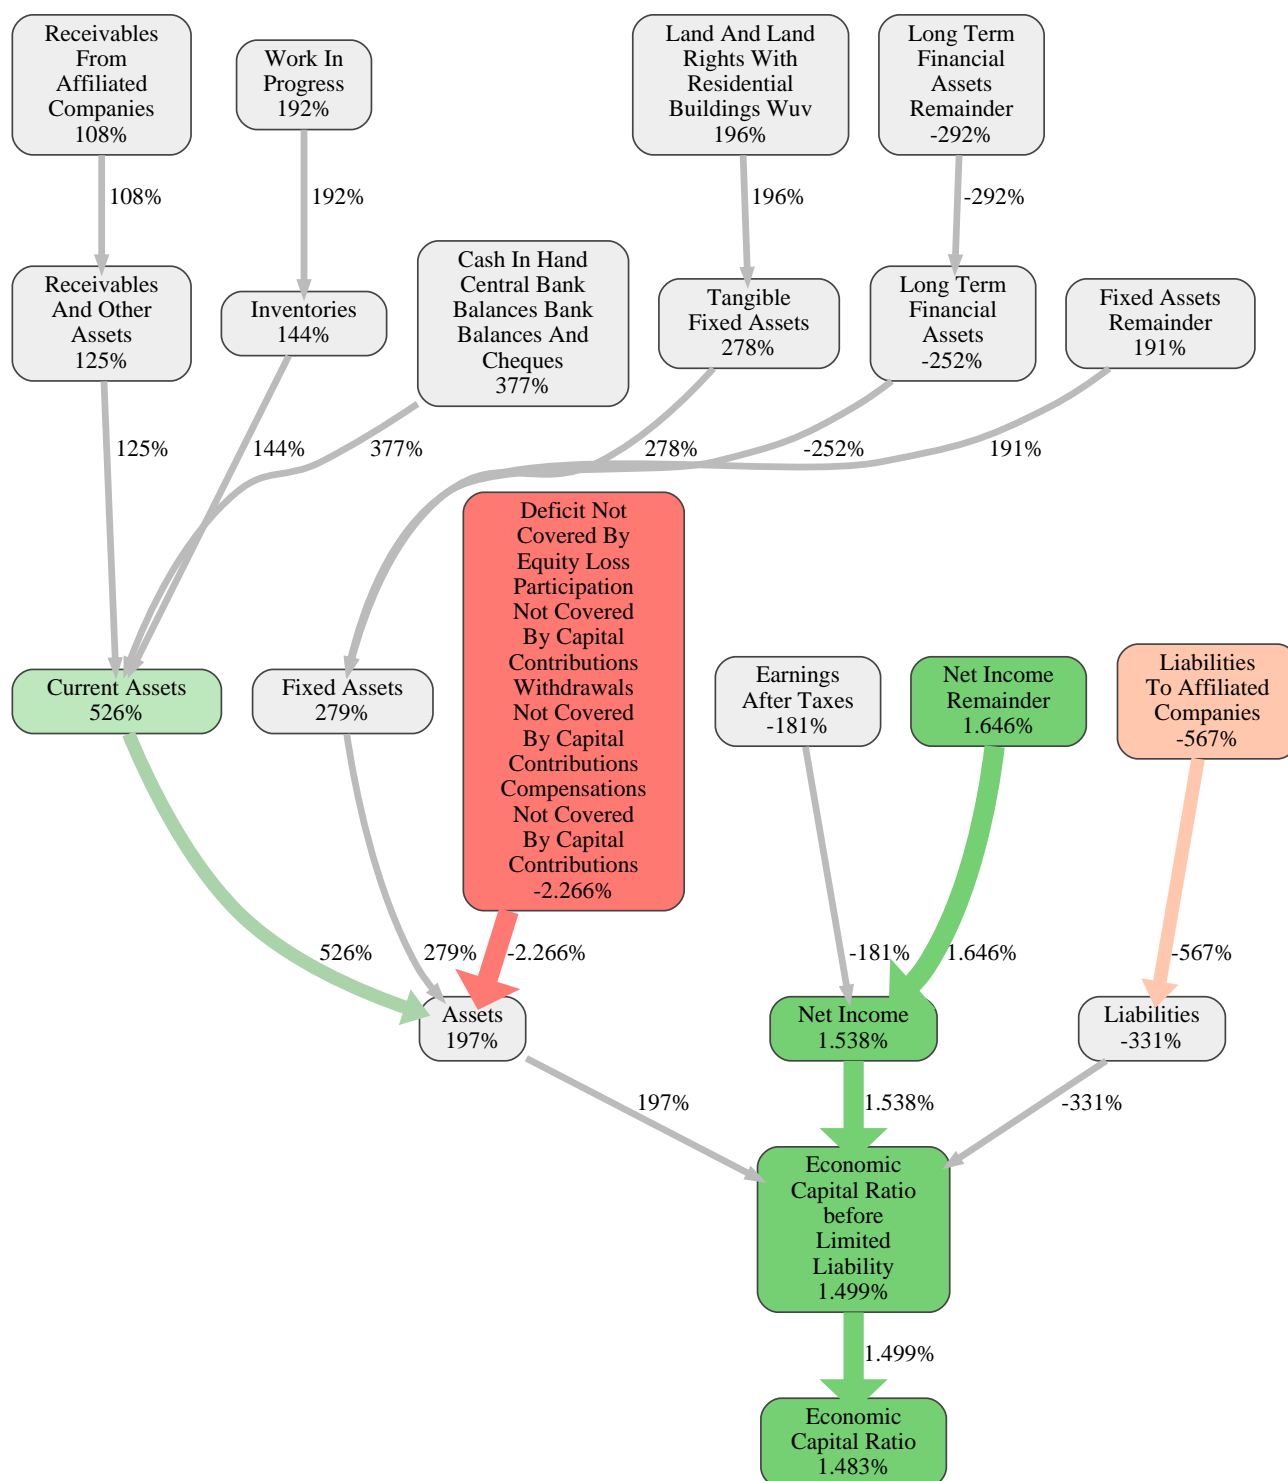 Receivables
From
Affiliated
Companies
108%
Work In
Progress
192%
Land And Land
Rights With
Residential
Buildings Wuv
196%
Long Term
Financial
Assets
Remainder
-292%
108%
192%
196%
-292%
Receivables
And Other
Assets
125%
Inventories
144%
Cash In Hand
Central Bank
Balances Bank
Balances And
Cheques
377%
Tangible
Fixed Assets
278%
Long Term
Financial
Assets
-252%
Fixed Assets
Remainder
191%
125%
144%
377%
278%
-252%
191%
Deficit Not
Covered By
Equity Loss
Participation
Not Covered
By Capital
Contributions
Withdrawals
Not Covered
By Capital
Contributions
Compensations
Not Covered
By Capital
Contributions
-2.266%
Current Assets
526%
Fixed Assets
279%
Earnings
After Taxes
-181%
Net Income
Remainder
1.646%
Liabilities
To Affiliated
Companies
-567%
526%
279%
-2.266%
-181%
1.646%
-567%
Assets
197%
Net Income
1.538%
Liabilities
-331%
197%
1.538%
-331%
Economic
Capital Ratio
before
Limited
Liability
1.499%
1.499%
Economic
Capital Ratio
1.483%